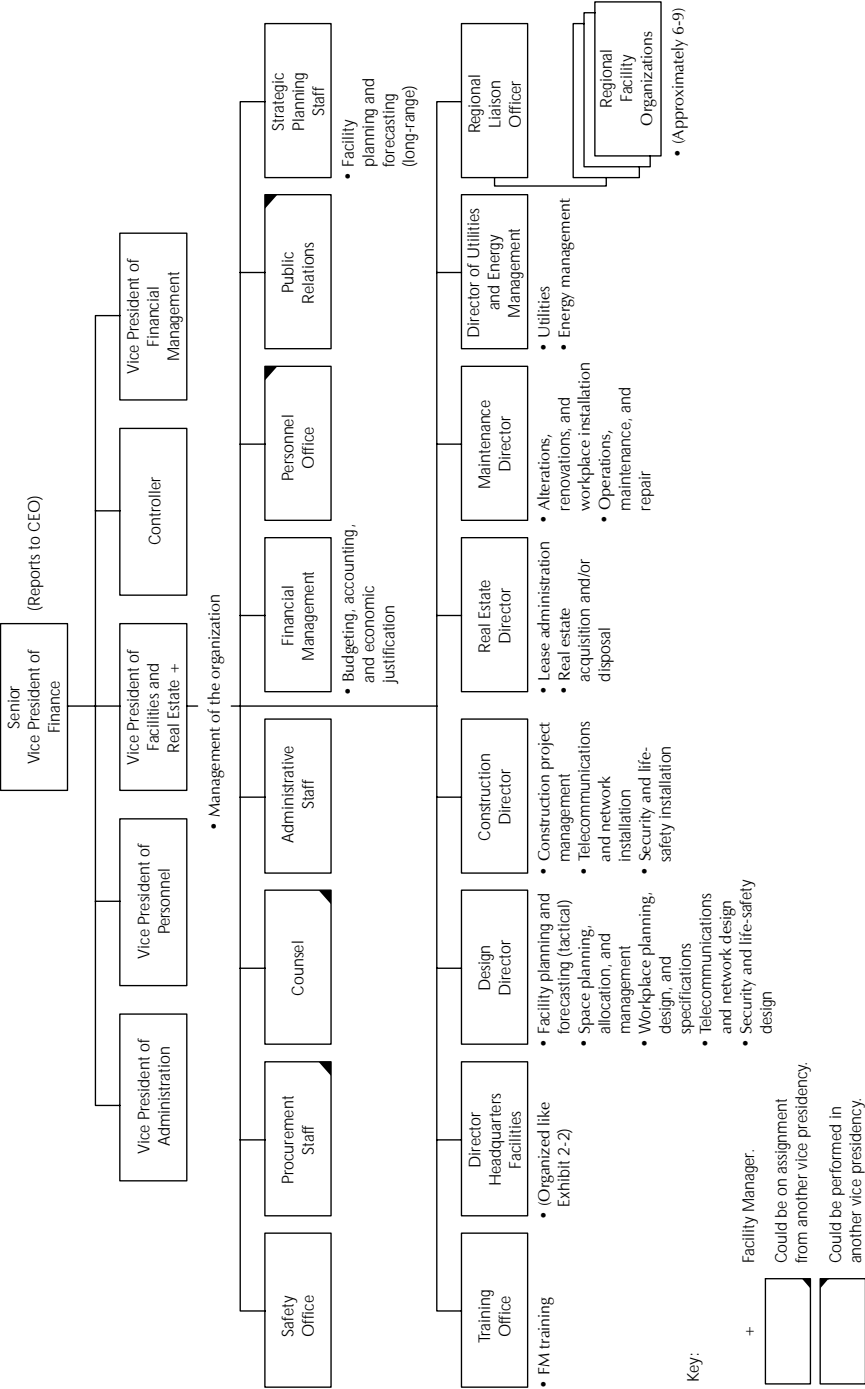 Senior
Vice President of
Finance
(Reports to CEO)
Vice President of
Administration
Vice President of
Personnel
Vice President of
Facilities and
Real Estate +
Controller
Vice President of
Financial
Management
• Management of the organization
Safety
Office
Procurement
Staff
Counsel
Administrative
Staff
Financial
Management
• Budgeting, accounting,
and economic
justification
Personnel
Office
Public
Relations
Strategic
Planning
Staff
• Facility
planning and
forecasting
(long-range)
Training
Office
• FM training
Director
Headquarters
Facilities
• (Organized like
Exhibit 2-2)
Design
Director
• Facility planning and
forecasting (tactical)
• Space planning,
allocation, and
management
• Workplace planning,
design, and
specifications
• Telecommunications
and network design
• Security and life-safety
design
Construction
Director
• Construction project
management
• Telecommunications
and network
installation
• Security and life-
safety installation
Real Estate
Director
• Lease administration
• Real estate
acquisition and/or
disposal
Maintenance
Director
• Alterations,
renovations, and
workplace installation
• Operations,
maintenance, and
repair
Director of Utilities
and Energy
Management
• Utilities
• Energy management
Regional
Liaison
Officer
Regional
Facility
Organizations
• (Approximately 6-9)
Key:
+ Facility Manager.
Could be on assignment
from another vice presidency.
Could be performed in
another vice presidency.